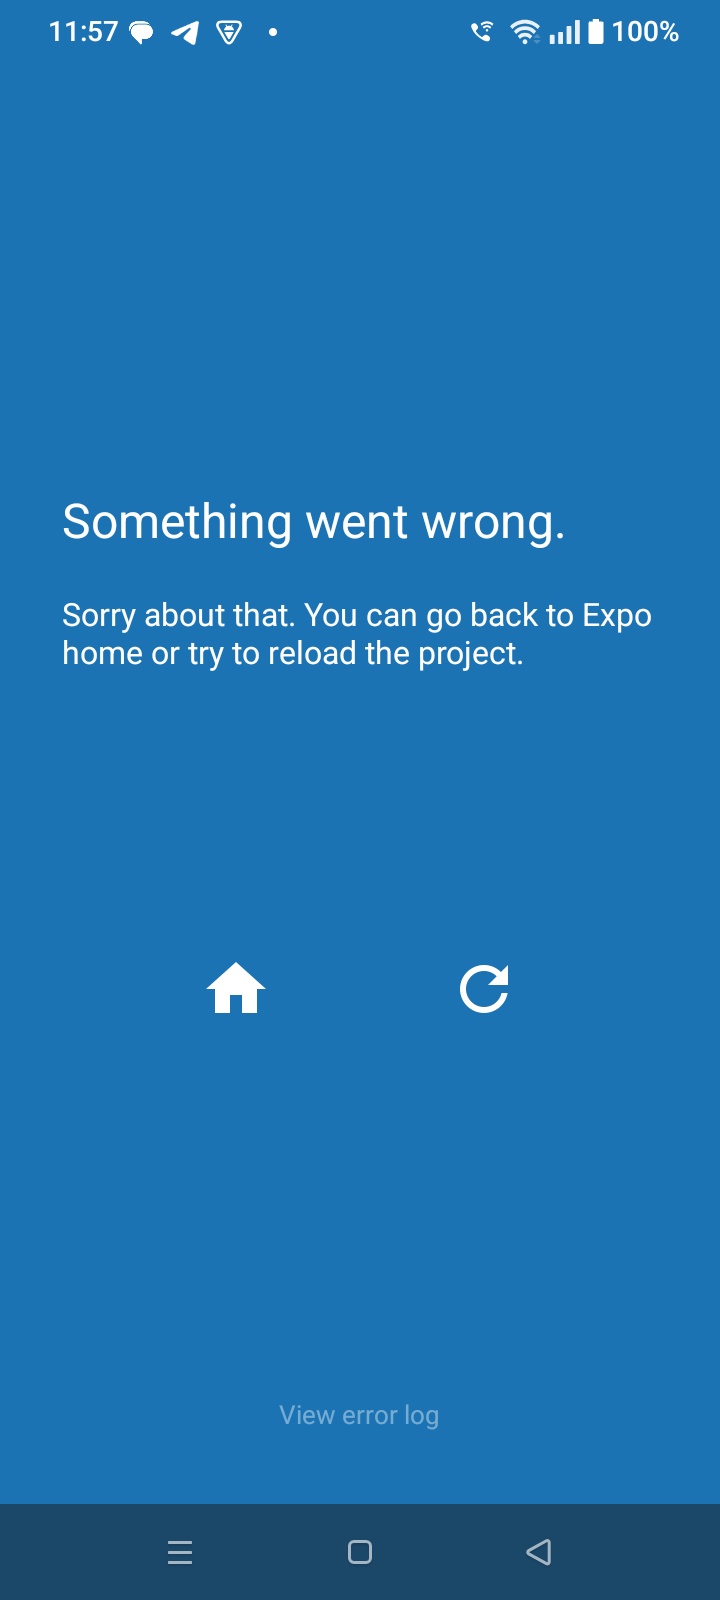 11:57
100%
Something went wrong.
Sorry about that. You can go back to Expo
home or try to reload the project.
View error log